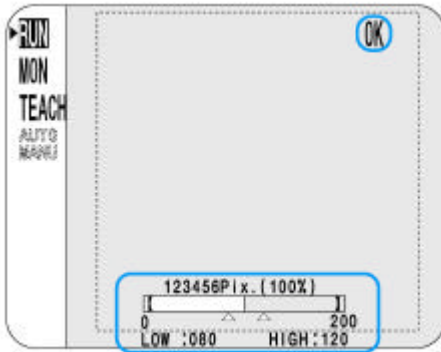 RUN
OK
MON
TEACH
AUTO
MANU
123456Pix.(100%)
0 200
LOW :080 HIGH:120